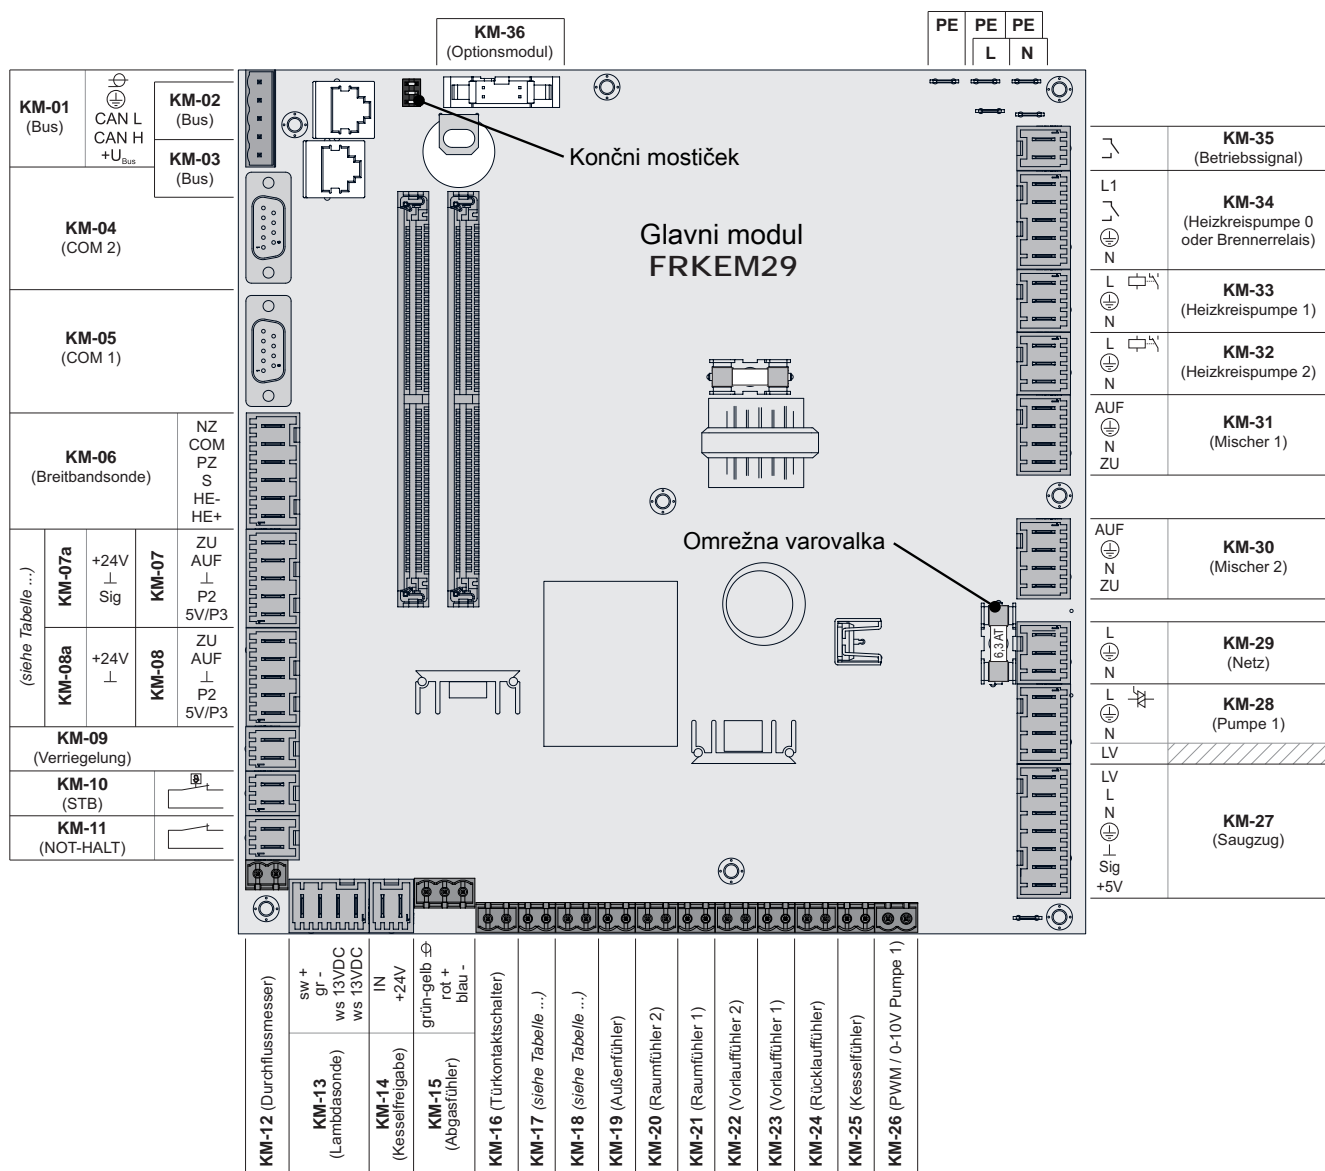 KM-36
(Optionsmodul)
PE
PE
PE
L
N
KM-01
(Bus)
CAN L
CAN H
+U Bus
KM-02
(Bus)
KM-03
(Bus)
KM-04
(COM 2)
KM-05
(COM 1)
KM-06
(Breitbandsonde)
NZ
COM
PZ
S
HE-
HE+
(siehe Tabelle ...)
KM-07a
+24V
⊥
Sig
KM-07
ZU
AUF
⊥
P2
5V/P3
KM-08a
+24V
⊥
KM-08
ZU
AUF
⊥
P2
5V/P3
KM-09
(Verriegelung)
KM-10
(STB)
KM-11
(NOT-HALT)
Končni mostiček
Glavni modul
FRKEM29
Omrežna varovalka
6,3 AT
KM-35
(Betriebssignal)
L1
N
KM-34
(Heizkreispumpe 0
oder Brennerrelais)
L
N
KM-33
(Heizkreispumpe 1)
L
N
KM-32
(Heizkreispumpe 2)
AUF
N
ZU
KM-31
(Mischer 1)
AUF
N
ZU
KM-30
(Mischer 2)
L
N
KM-29
(Netz)
L
N
LV
KM-28
(Pumpe 1)
LV
L
N
⊥
Sig
+5V
KM-27
(Saugzug)
KM-12 (Durchflussmesser)
sw +
gr -
ws 13VDC
ws 13VDC
KM-13
(Lambdasonde)
IN
+24V
KM-14
(Kesselfreigabe)
grün-gelb
rot +
blau -
KM-15
(Abgasfühler)
KM-16 (Türkontaktschalter)
KM-17 (siehe Tabelle ...)
KM-18 (siehe Tabelle ...)
KM-19 (Außenfühler)
KM-20 (Raumfühler 2)
KM-21 (Raumfühler 1)
KM-22 (Vorlauffühler 2)
KM-23 (Vorlauffühler 1)
KM-24 (Rücklauffühler)
KM-25 (Kesselfühler)
KM-26 (PWM / 0-10V Pumpe 1)